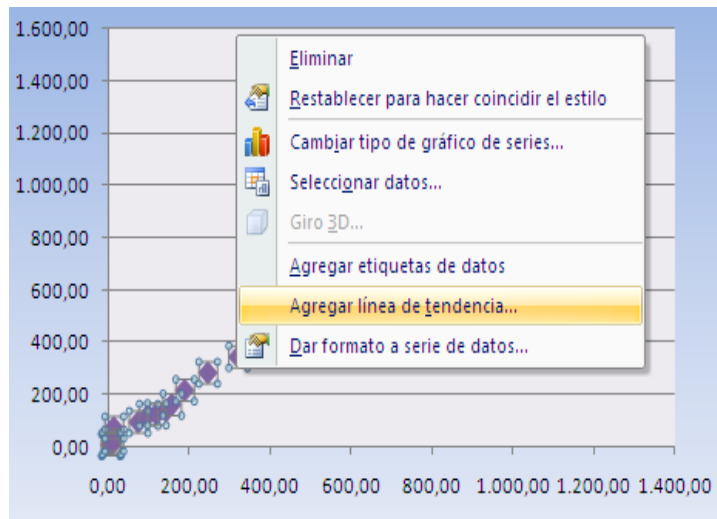 1.600,00
1.400,00
1.200,00
1.000,00
800,00
600,00
400,00
200,00
0,00
Eliminar
Restablecer para hacer coincidir el estilo
Cambiar tipo de gráfico de series...
Seleccionar datos...
Giro 3D...
Agregar etiquetas de datos
Agregar línea de tendencia...
Dar formato a serie de datos...
0,00 200,00 400,00 600,00 800,00 1.000,00 1.200,00 1.400,00